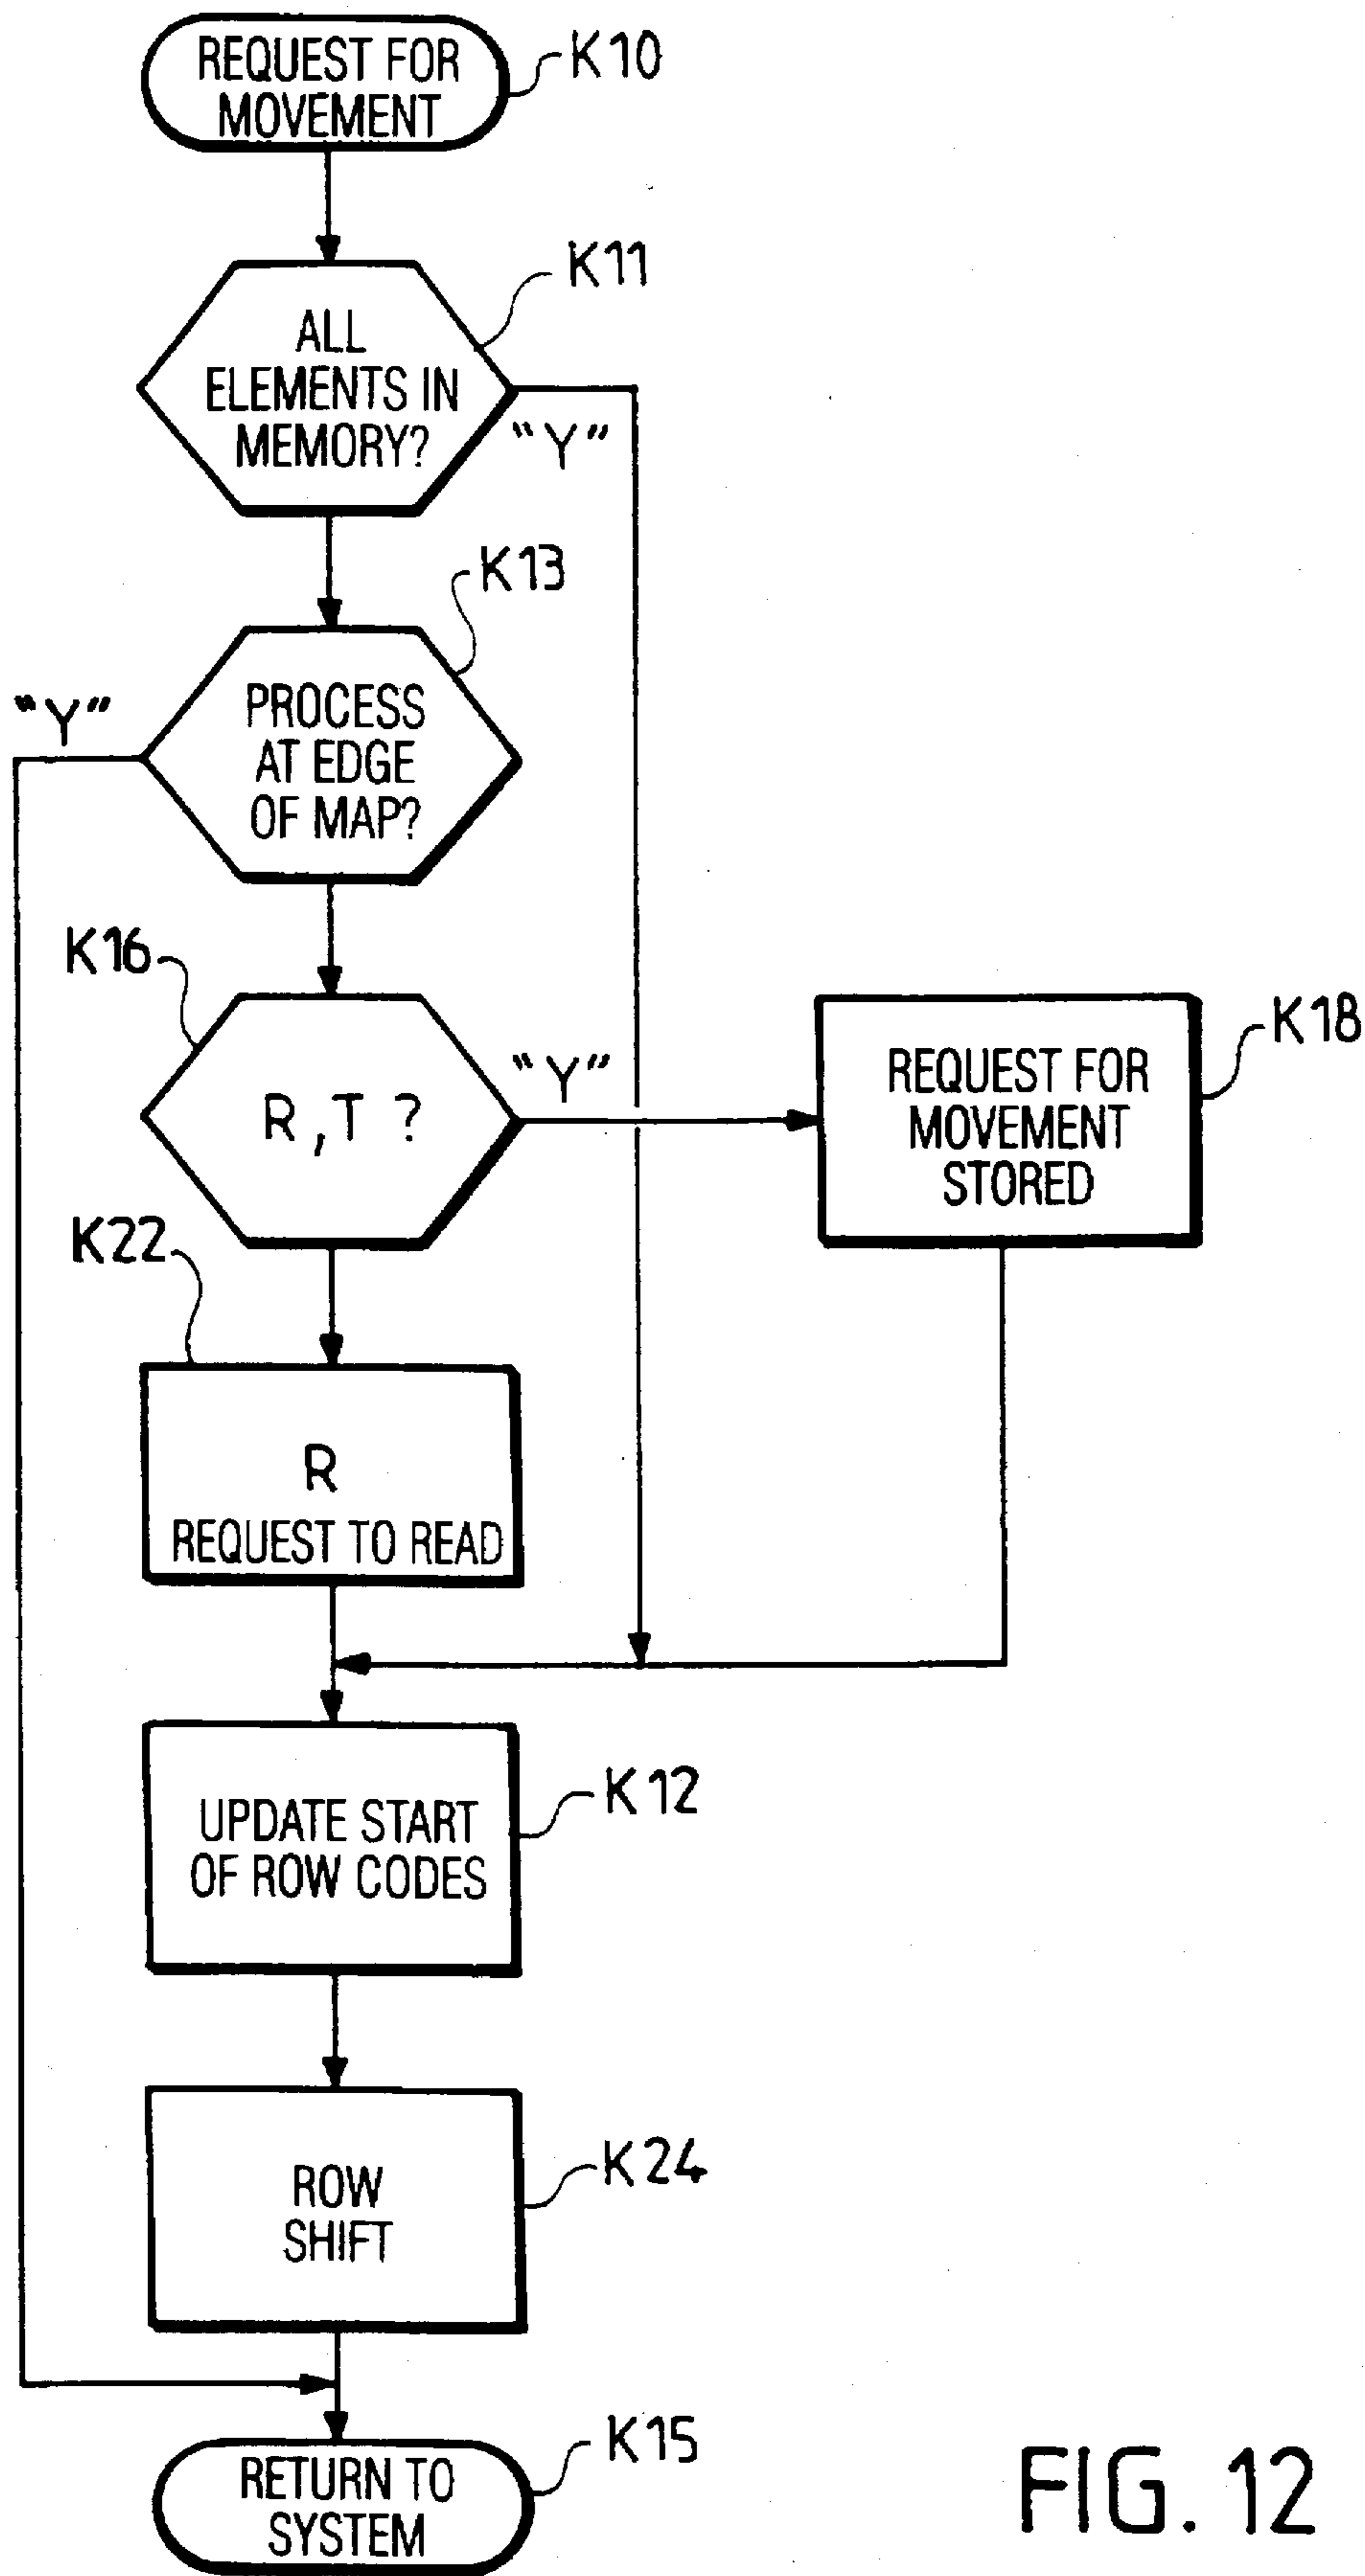 REQUEST FOR
MOVEMENT
K10
K11
ALL
ELEMENTS IN
MEMORY?
"Y"
K13
"Y"
PROCESS
AT EDGE
OF MAP?
K16
R,T ?
"Y"
K18
REQUEST FOR
MOVEMENT
STORED
K22
R
REQUEST TO READ
K12
UPDATE START
OF ROW CODES
K24
ROW
SHIFT
K15
RETURN TO
SYSTEM
FIG. 12